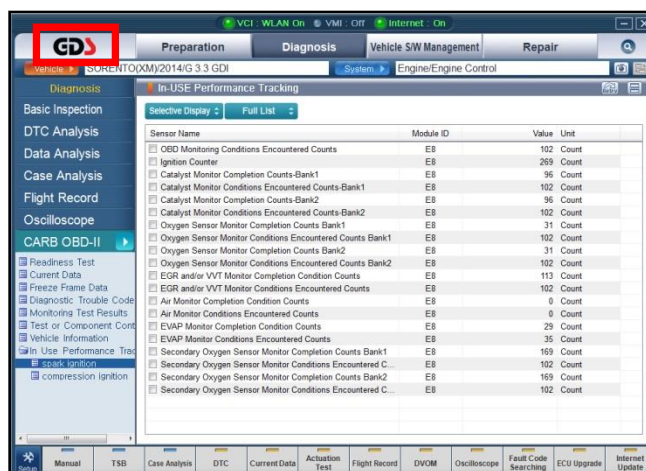 VCI : WLAN On VMI : Off Internet : On
GDS Preparation Diagnosis Vehicle S/W Management Repair
Vehicle SORENTO(XM)/2014/G 3.3 GDI System Engine/Engine Control
Diagnosis
Basic Inspection
DTC Analysis
Data Analysis
Case Analysis
Flight Record
Oscilloscope
CARB OBD-II
Readiness Test
Current Data
Freeze Frame Data
Diagnostic Trouble Code
Monitoring Test Results
Test or Component Cont
Vehicle Information
In Use Performance Trac
spark ignition
compression ignition
In-USE Performance Tracking
Selective Display Full List
Sensor Name Module ID Value Unit
OBD Monitoring Conditions Encountered Counts E8 102 Count
Ignition Counter E8 269 Count
Catalyst Monitor Completion Counts-Bank1 E8 96 Count
Catalyst Monitor Conditions Encountered Counts-Bank1 E8 102 Count
Catalyst Monitor Completion Counts-Bank2 E8 96 Count
Catalyst Monitor Conditions Encountered Counts-Bank2 E8 102 Count
Oxygen Sensor Monitor Completion Counts Bank1 E8 31 Count
Oxygen Sensor Monitor Conditions Encountered Counts Bank1 E8 102 Count
Oxygen Sensor Monitor Completion Counts Bank2 E8 31 Count
Oxygen Sensor Monitor Conditions Encountered Counts Bank2 E8 102 Count
EGR and/or VVT Monitor Completion Condition Counts E8 113 Count
EGR and/or VVT Monitor Conditions Encountered Counts E8 102 Count
Air Monitor Completion Condition Counts E8 0 Count
Air Monitor Conditions Encountered Counts E8 0 Count
EVAP Monitor Completion Condition Counts E8 29 Count
EVAP Monitor Conditions Encountered Counts E8 35 Count
Secondary Oxygen Sensor Monitor Completion Counts Bank1 E8 169 Count
Secondary Oxygen Sensor Monitor Conditions Encountered C... E8 102 Count
Secondary Oxygen Sensor Monitor Completion Counts Bank2 E8 169 Count
Secondary Oxygen Sensor Monitor Conditions Encountered C... E8 102 Count
Setup Manual TSB Case Analysis DTC Current Data Actuation Test Flight Record DVOM Oscilloscope Fault Code Searching ECU Upgrade Internet Update